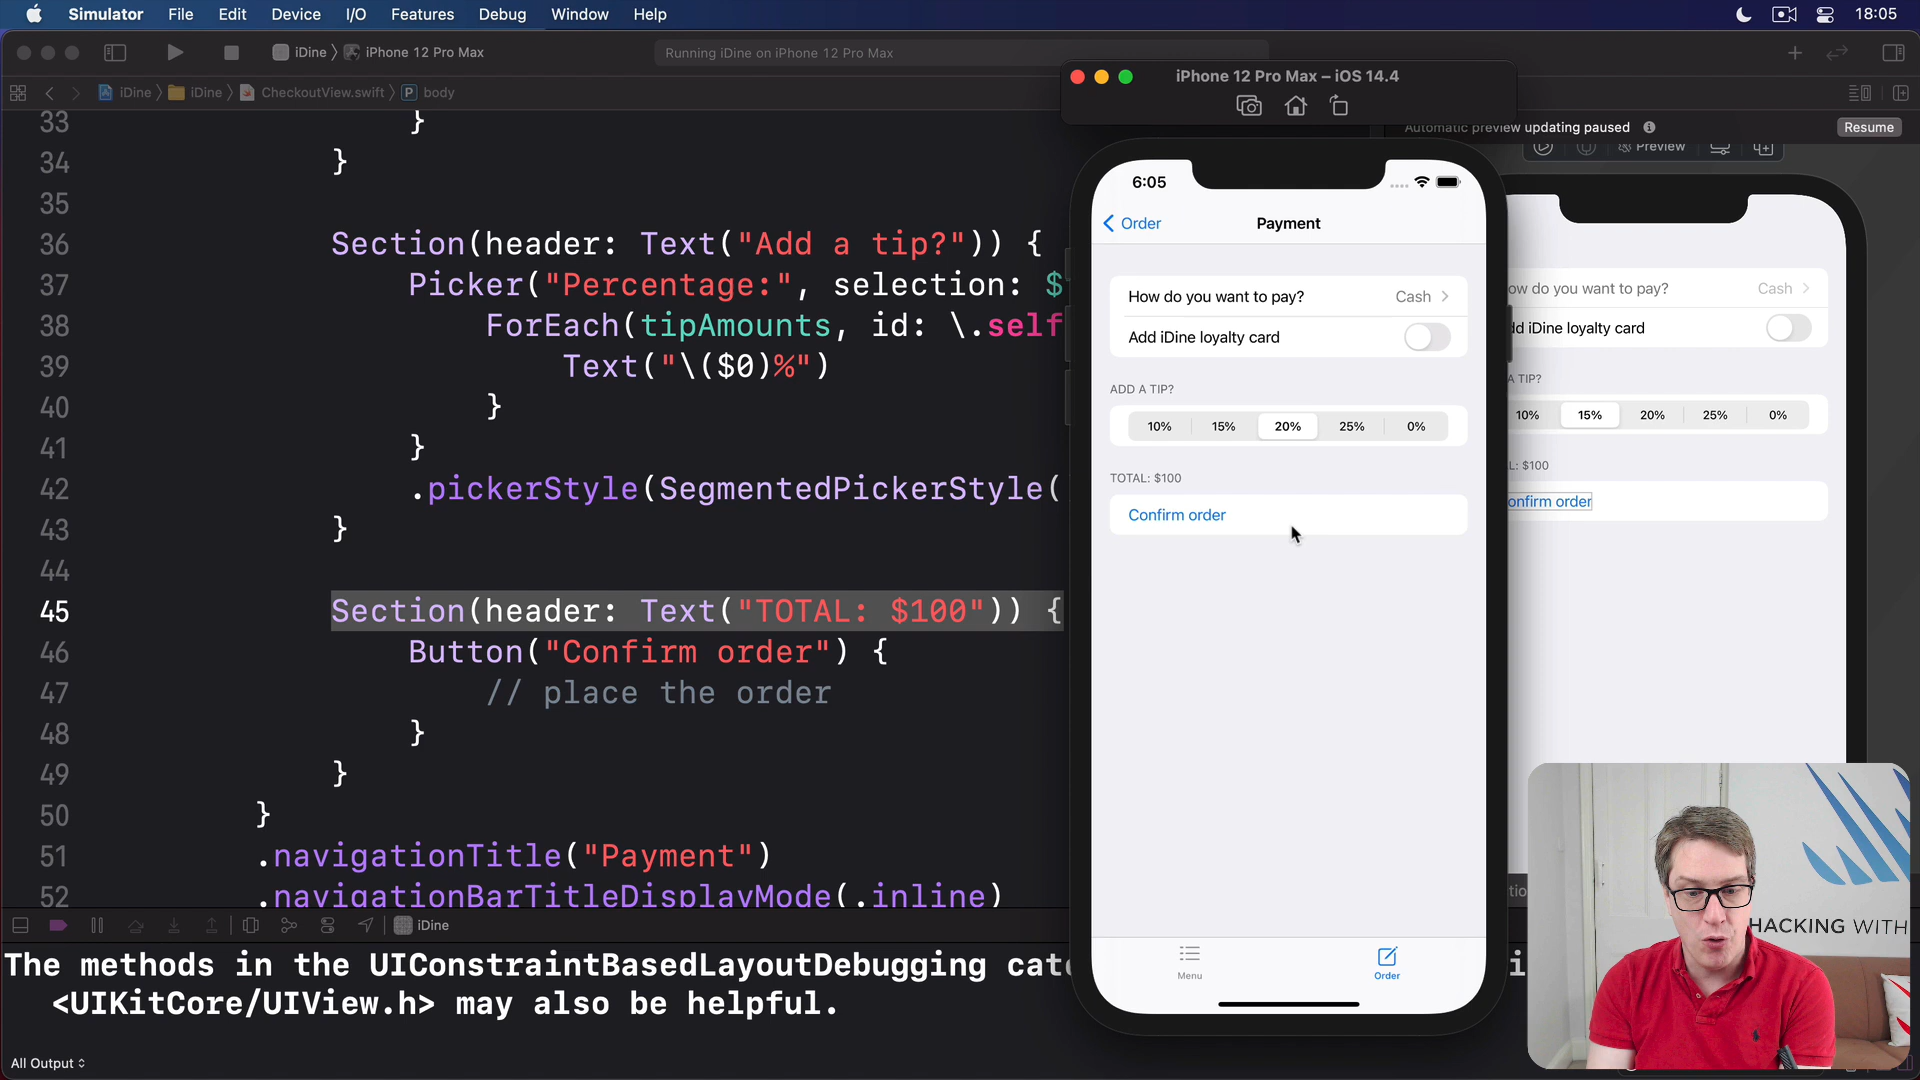 Simulator File Edit Device I/O Features Debug Window Help 18:05
iDine iPhone 12 Pro Max Running iDine on iPhone 12 Pro Max
iDine iDine CheckoutView.swift body
33 }
34 }
35
36 Section(header: Text("Add a tip?")) {
37 Picker("Percentage:", selection: $
38 ForEach(tipAmounts, id: \.self
39 Text("\($0)%")
40 }
41 }
42 .pickerStyle(SegmentedPickerStyle(
43 }
44
45 Section(header: Text("TOTAL: $100")) {
46 Button("Confirm order") {
47 // place the order
48 }
49 }
50 }
51 .navigationTitle("Payment")
52 .navigationBarTitleDisplayMode(.inline)
iDine
The methods in the UIConstraintBasedLayoutDebugging
<UIKitCore/UIView.h> may also be helpful.
All Output
iPhone 12 Pro Max – iOS 14.4
Automatic preview updating paused Resume
Preview
6:05
Order Payment
How do you want to pay? Cash
Add iDine loyalty card
ADD A TIP?
10% 15% 20% 25% 0%
TOTAL: $100
Confirm order
Menu Order
ow do you want to pay? Cash
dd iDine loyalty card
A TIP?
10% 15% 20% 25% 0%
L: $100
onfirm order
HACKING WITH